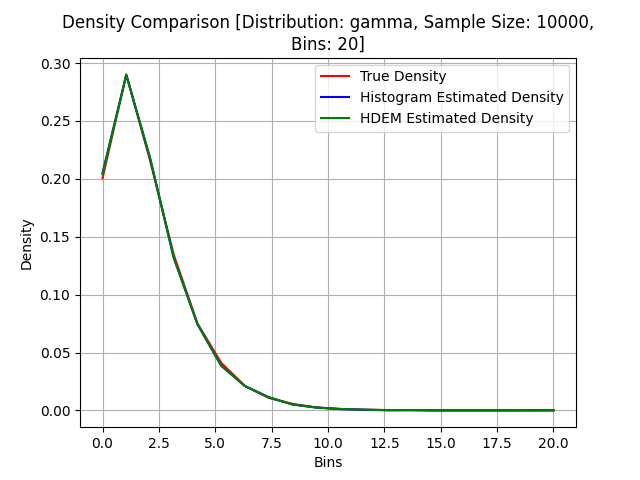 Density Comparison [Distribution: gamma, Sample Size: 10000,
Bins: 20]
True Density
Histogram Estimated Density
HDEM Estimated Density
Density
0.30
0.25
0.20
0.15
0.10
0.05
0.00
0.0 2.5 5.0 7.5 10.0 12.5 15.0 17.5 20.0
Bins